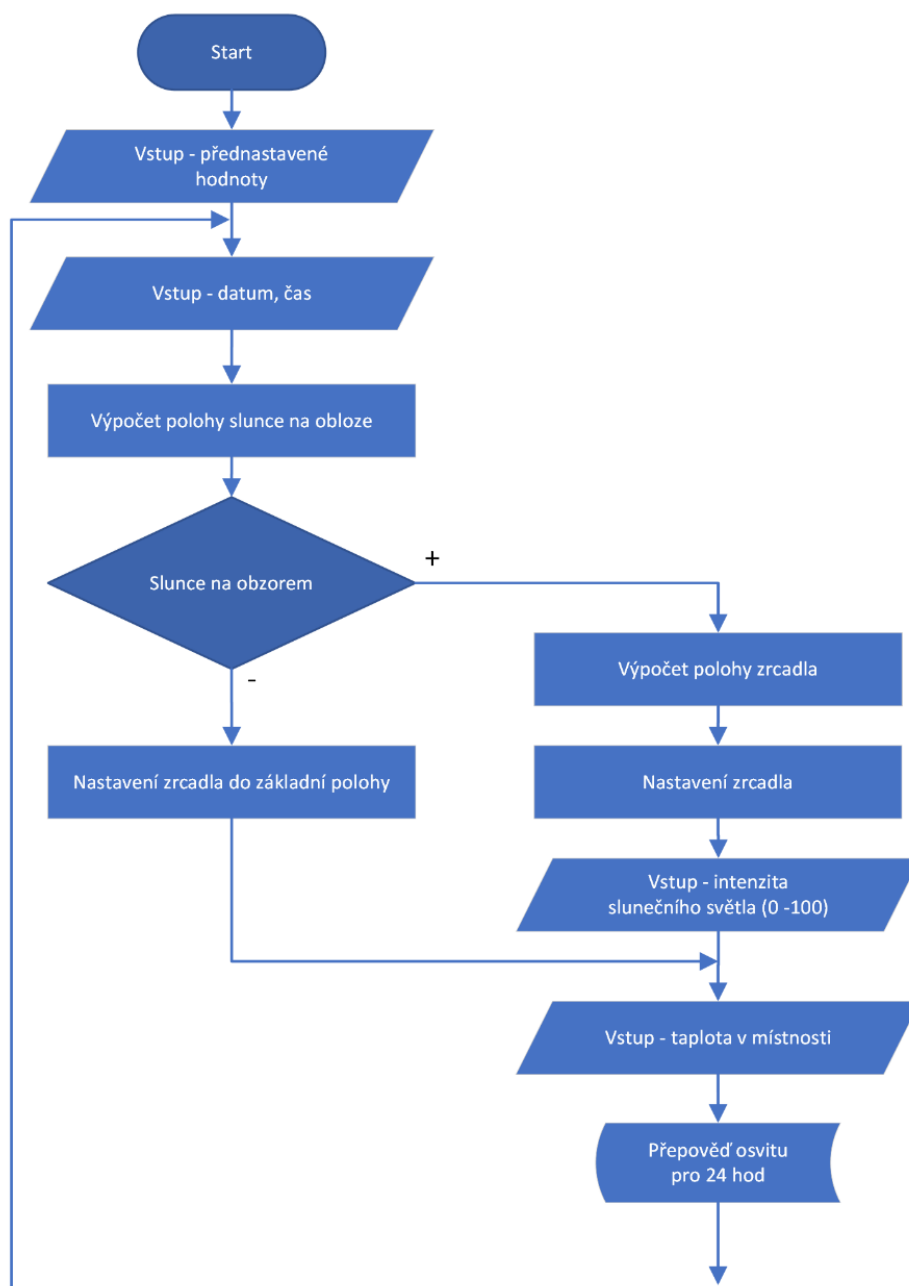 Start
Vstup - přednastavené
hodnoty
Vstup - datum, čas
Výpočet polohy slunce na obloze
Slunce na obzorem
+
-
Výpočet polohy zrcadla
Nastavení zrcadla do základní polohy
Nastavení zrcadla
Vstup - intenzita
slunečního světla (0 -100)
Vstup - taplota v místnosti
Přepověď osvitu
pro 24 hod